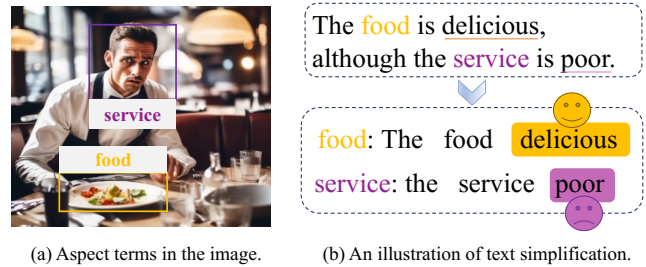 service
food
(a) Aspect terms in the image.
The food is delicious,
although the service is poor.
food: The food delicious
service: the service poor
(b) An illustration of text simplification.